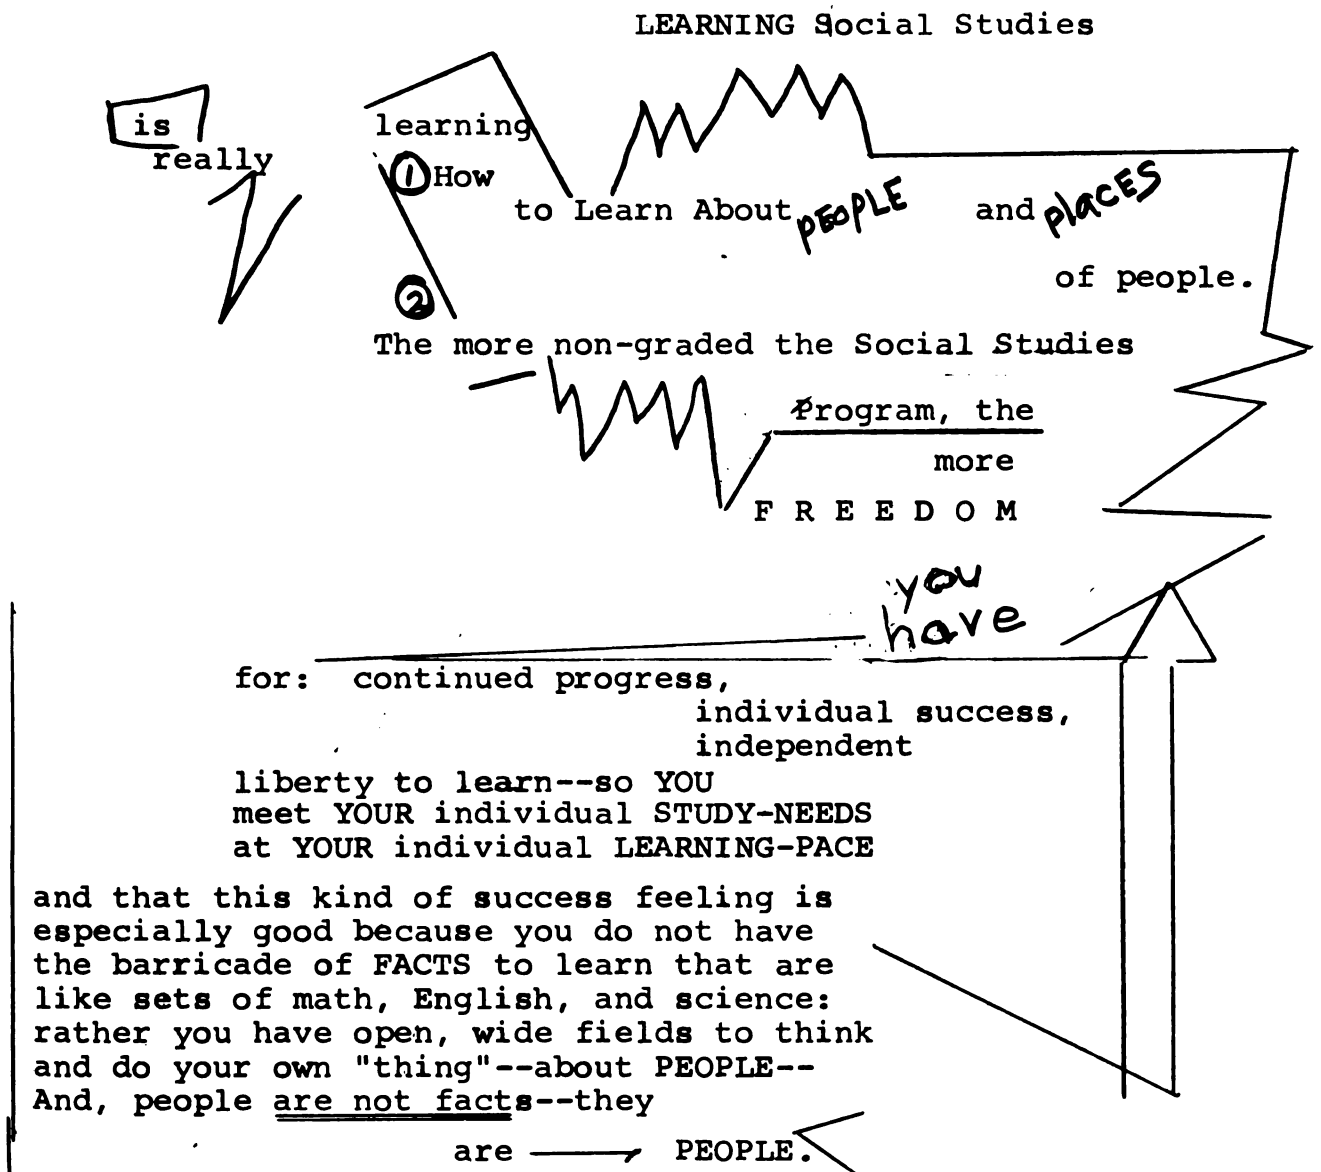 LEARNING Social Studies
is learning
really
① How
to Learn About PEOPLE and placES
of people.
②
The more non-graded the Social Studies
Program, the
more
F R E E D O M
you
have
for: continued progress,
individual success,
independent
liberty to learn--so YOU
meet YOUR individual STUDY-NEEDS
at YOUR individual LEARNING-PACE
and that this kind of success feeling is
especially good because you do not have
the barricade of FACTS to learn that are
like sets of math, English, and science:
rather you have open, wide fields to think
and do your own "thing"--about PEOPLE--
And, people are not facts--they
are → PEOPLE.